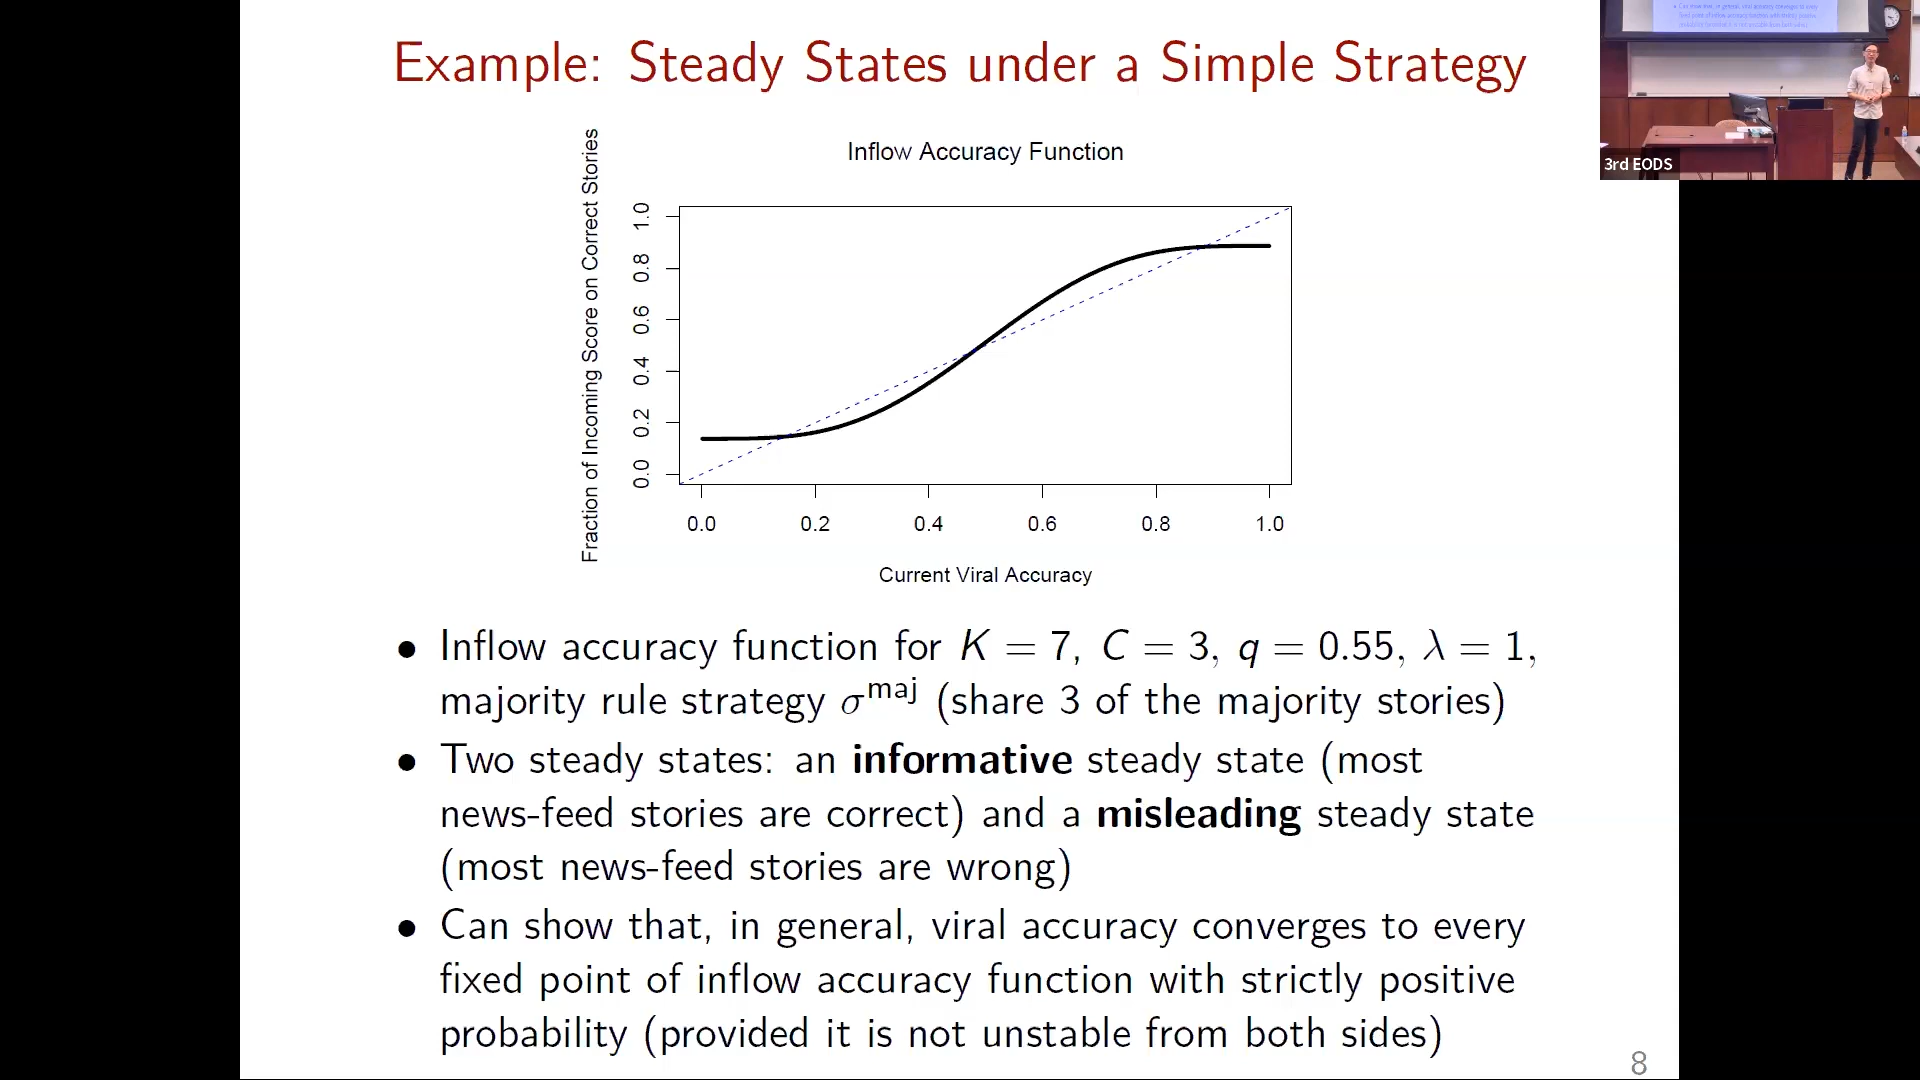 Example: Steady States under a Simple Strategy
Inflow Accuracy Function
Fraction of Incoming Score on Correct Stories
1.0
0.8
0.6
0.4
0.2
0.0
0.0 0.2 0.4 0.6 0.8 1.0
Current Viral Accuracy
• Inflow accuracy function for K = 7, C = 3, q = 0.55, λ = 1,
majority rule strategy σ^maj (share 3 of the majority stories)
• Two steady states: an informative steady state (most
news-feed stories are correct) and a misleading steady state
(most news-feed stories are wrong)
• Can show that, in general, viral accuracy converges to every
fixed point of inflow accuracy function with strictly positive
probability (provided it is not unstable from both sides)
8
3rd EODS